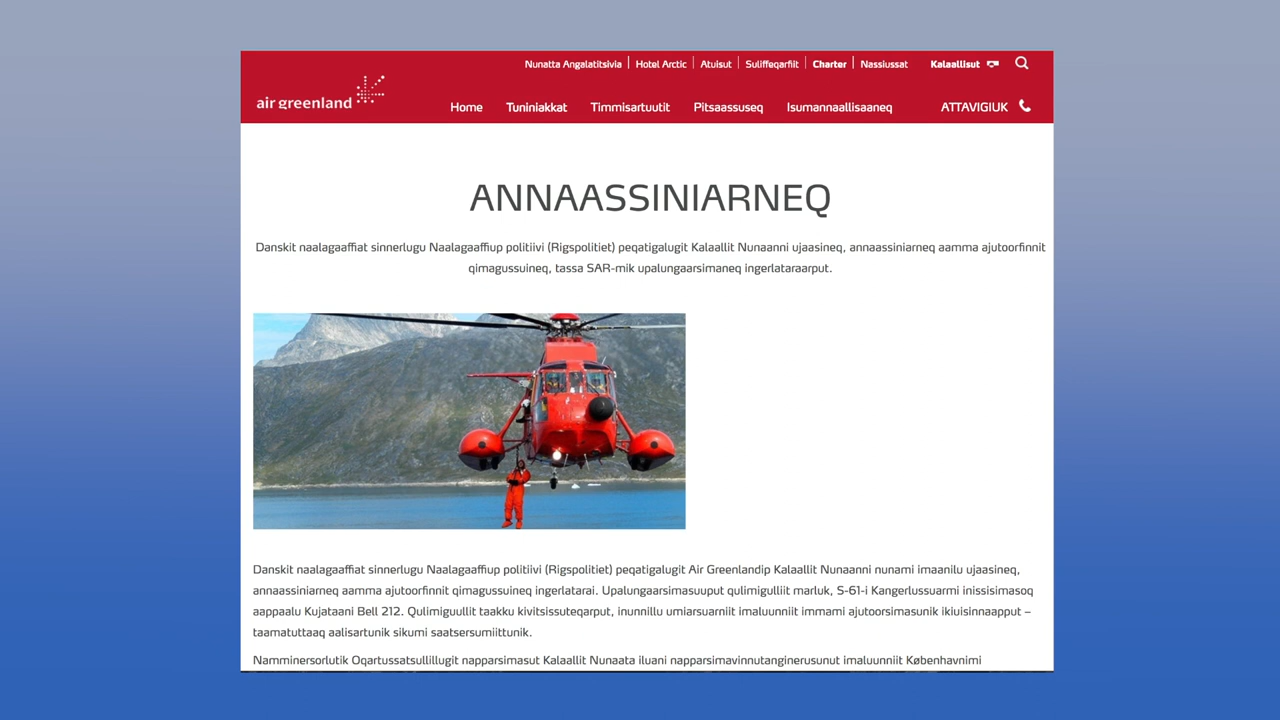 Nunatta Angalatitsivia | Hotel Arctic | Atuisut | Suliffeqarfiit | Charter | Nassiussat Kalaallisut
air greenland
Home Tuniniakkat Timmisartuutit Pitsaassuseq Isumannaallisaaneq ATTAVIGIUK
ANNAASSINIARNEQ
Danskit naalagaaffiat sinnerlugu Naalagaaffiup politiivi (Rigspolitiet) peqatigalugit Kalaallit Nunaanni ujaasineq, annaassiniarneq aamma ajutoorfinnit
qimagussuineq, tassa SAR-mik upalungaarsimaneq ingerlataraarput.
Danskit naalagaaffiat sinnerlugu Naalagaaffiup politiivi (Rigspolitiet) peqatigalugit Air Greenlandip Kalaallit Nunaanni nunami imaanilu ujaasineq,
annaassiniarneq aamma ajutoorfinnit qimagussuineq ingerlatarai. Upalungaarsimasuuput qulimigulliit marluk, S-61-i Kangerlussuarmi inissisimasoq
aappaalu Kujataani Bell 212. Qulimiguullit taakku kivitsissuteqarput, inunnillu umiarsuarniit imaluunniit immami ajutoorsimasunik ikiuisinnaapput –
taamatuttaaq aalisartunik sikumi saatsersumiittunik.
Namminersorlutik Oqartussatsullillugit napparsimasut Kalaallit Nunaata iluani napparsimavinnutanginerusunut imaluunniit Københavnimi